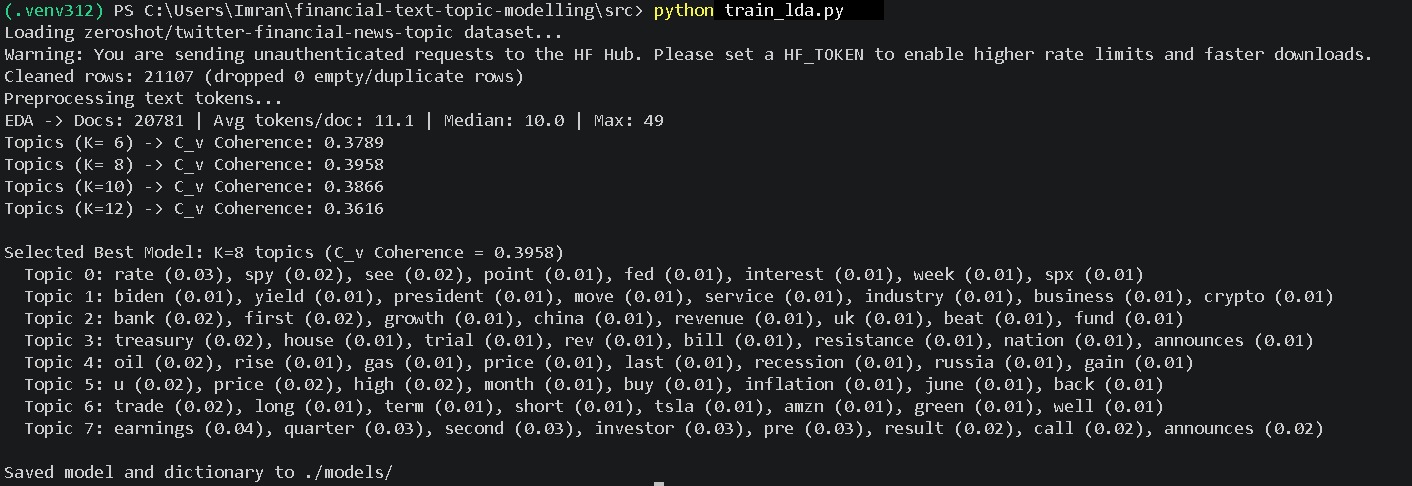 (.venv312) PS C:\Users\Imran\financial-text-topic-modelling\src> python train_lda.py
Loading zeroshot/twitter-financial-news-topic dataset...
Warning: You are sending unauthenticated requests to the HF Hub. Please set a HF_TOKEN to enable higher rate limits and faster downloads.
Cleaned rows: 21107 (dropped 0 empty/duplicate rows)
Preprocessing text tokens...
EDA -> Docs: 20781 | Avg tokens/doc: 11.1 | Median: 10.0 | Max: 49
Topics (K= 6) -> C_v Coherence: 0.3789
Topics (K= 8) -> C_v Coherence: 0.3958
Topics (K=10) -> C_v Coherence: 0.3866
Topics (K=12) -> C_v Coherence: 0.3616
Selected Best Model: K=8 topics (C_v Coherence = 0.3958)
Topic 0: rate (0.03), spy (0.02), see (0.02), point (0.01), fed (0.01), interest (0.01), week (0.01), spx (0.01)
Topic 1: biden (0.01), yield (0.01), president (0.01), move (0.01), service (0.01), industry (0.01), business (0.01), crypto (0.01)
Topic 2: bank (0.02), first (0.02), growth (0.01), china (0.01), revenue (0.01), uk (0.01), beat (0.01), fund (0.01)
Topic 3: treasury (0.02), house (0.01), trial (0.01), rev (0.01), bill (0.01), resistance (0.01), nation (0.01), announces (0.01)
Topic 4: oil (0.02), rise (0.01), gas (0.01), price (0.01), last (0.01), recession (0.01), russia (0.01), gain (0.01)
Topic 5: u (0.02), price (0.02), high (0.02), month (0.01), buy (0.01), inflation (0.01), june (0.01), back (0.01)
Topic 6: trade (0.02), long (0.01), term (0.01), short (0.01), tsla (0.01), amzn (0.01), green (0.01), well (0.01)
Topic 7: earnings (0.04), quarter (0.03), second (0.03), investor (0.03), pre (0.03), result (0.02), call (0.02), announces (0.02)
Saved model and dictionary to ./models/